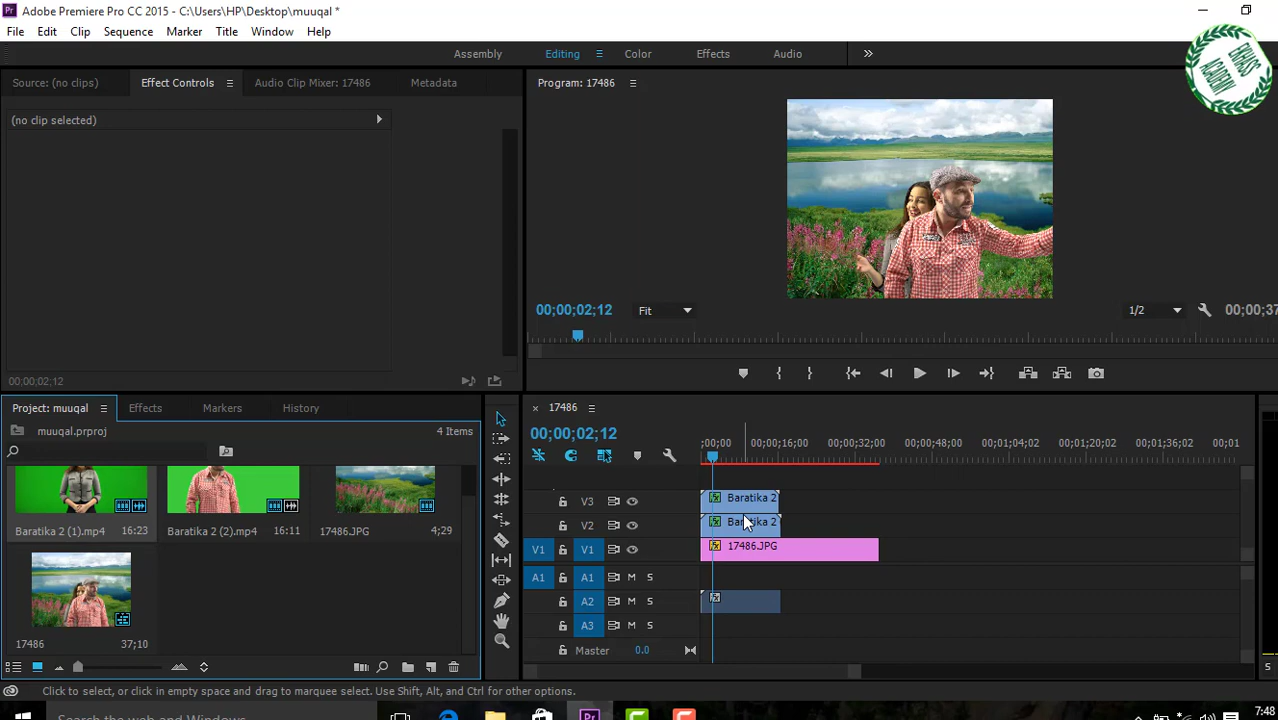 Adobe Premiere Pro CC 2015 - C:\Users\HP\Desktop\muuqal *
File Edit Clip Sequence Marker Title Window Help
Assembly Editing Color Effects Audio
EHASS ACADEMY
Source: (no clips) Effect Controls Audio Clip Mixer: 17486 Metadata
Program: 17486
(no clip selected)
00;00;02;12
00;00;02;12 Fit 1/2 00;00;37
Project: muuqal Effects Markers History
muuqal.prproj
4 Items
Baratika 2 (1).mp4 16:23
Baratika 2 (2).mp4 16:11
17486.JPG 4;29
17486 37;10
17486
00;00;02;12
;00;00 00;00;16;00 00;00;32;00 00;00;48;00 00;01;04;02 00;01;20;02 00;01;36;02 00;01
V3 Baratika 2
V2 Baratika 2
V1 V1 17486.JPG
A1 A1 M S
A2 M S
A3 M S
Master 0.0
S
Click to select, or click in empty space and drag to marquee select. Use Shift, Alt, and Ctrl for other options.
Search the web and Windows
7:48